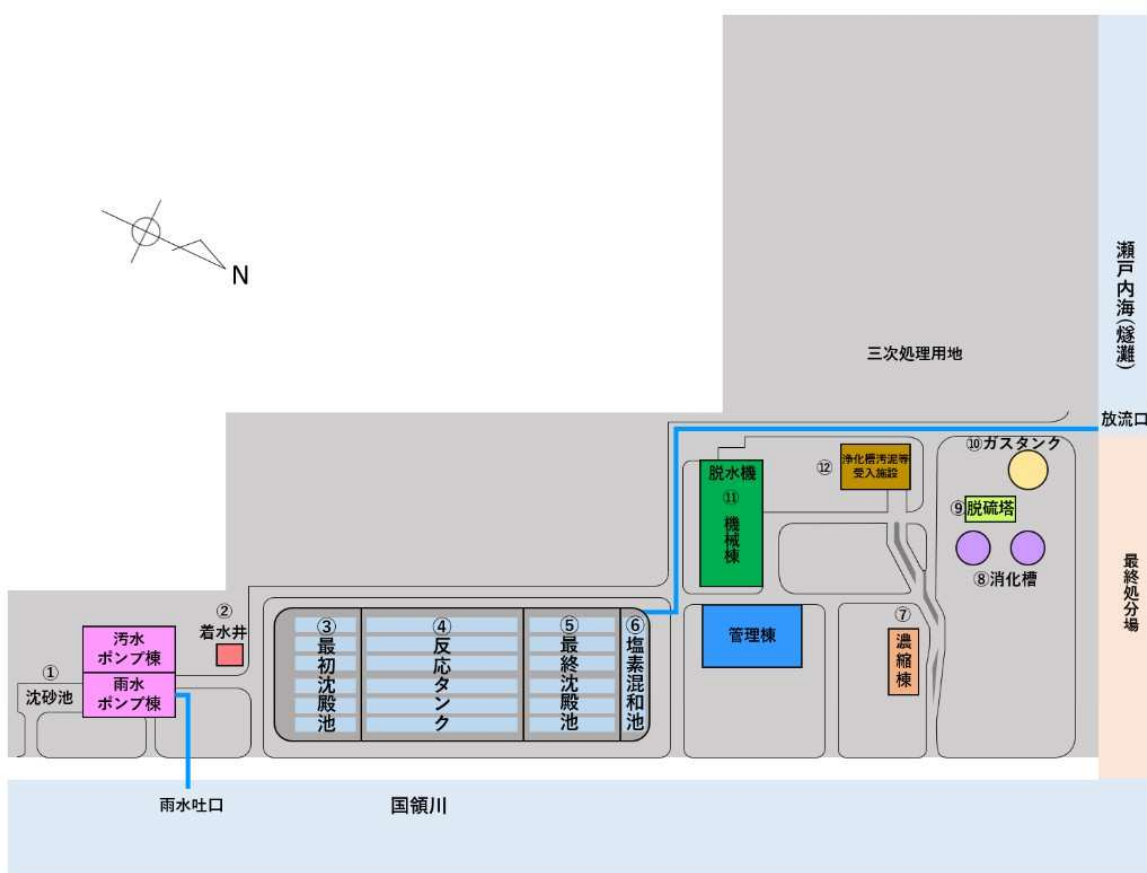 N
三次処理用地
瀬戸内海(燧灘)
放流口
最終処分場
⑩ガスタンク
⑨脱硫塔
⑧消化槽
⑫
浄化槽汚泥等
受入施設
脱水機
⑪
機械棟
管理棟
⑦
濃縮棟
①
沈砂池
汚水
ポンプ棟
雨水
ポンプ棟
②
着水井
③最初沈殿池
④反応タンク
⑤最終沈殿池
⑥塩素混和池
雨水吐口
国領川